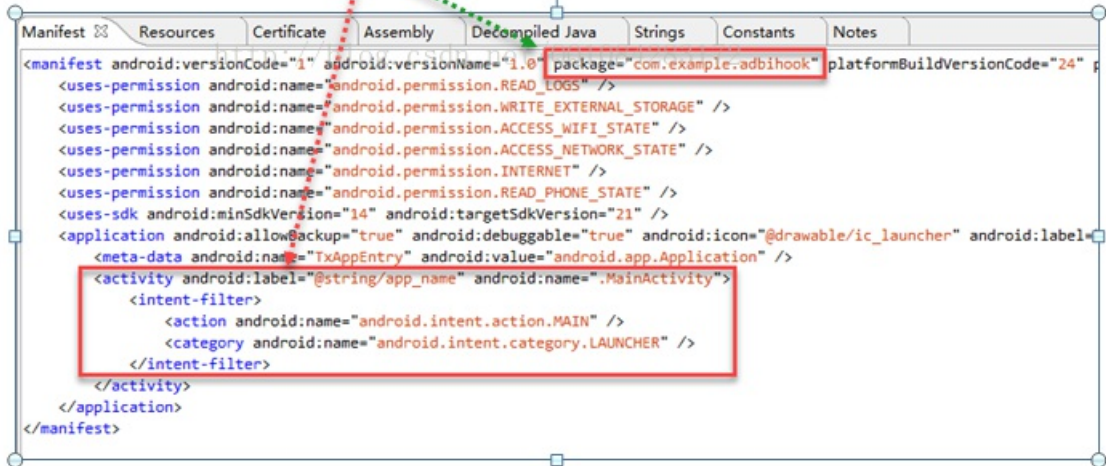 Manifest Resources Certificate Assembly Decompiled Java Strings Constants Notes
<manifest android:versionCode="1" android:versionName="1.0" package="com.example.adbihook" platformBuildVersionCode="24"
<uses-permission android:name="android.permission.READ_LOGS" />
<uses-permission android:name="android.permission.WRITE_EXTERNAL_STORAGE" />
<uses-permission android:name="android.permission.ACCESS_WIFI_STATE" />
<uses-permission android:name="android.permission.ACCESS_NETWORK_STATE" />
<uses-permission android:name="android.permission.INTERNET" />
<uses-permission android:name="android.permission.READ_PHONE_STATE" />
<uses-sdk android:minSdkVersion="14" android:targetSdkVersion="21" />
<application android:allowBackup="true" android:debuggable="true" android:icon="@drawable/ic_launcher" android:label=
<meta-data android:name="TxAppEntry" android:value="android.app.Application" />
<activity android:label="@string/app_name" android:name=".MainActivity">
<intent-filter>
<action android:name="android.intent.action.MAIN" />
<category android:name="android.intent.category.LAUNCHER" />
</intent-filter>
</activity>
</application>
</manifest>